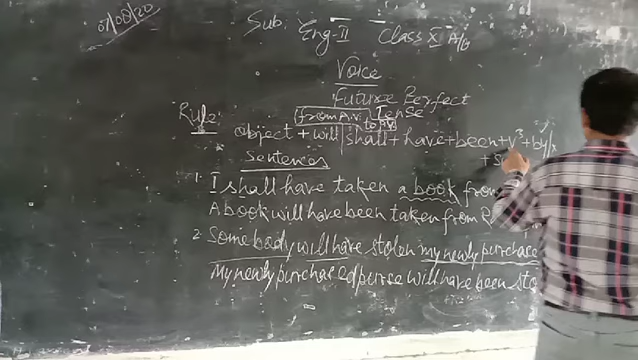 Sub. Eng-II Class X A/B
Voice
Future Perfect
Tense
Rule: from A.V. to P.V.
object + will/shall + have + been + v³ + by/x
+ s
Sentences
1. I shall have taken a book from
A book will have been taken from R
2. Somebody will have stolen my newly purchase
My newly purchased purse will have been sto